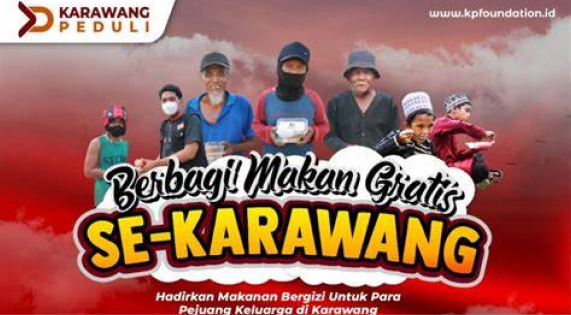 KARAWANG
PEDULI
www.kpfoundation.id
Berbagi Makan Gratis
SE-KARAWANG
Hadirkan Makanan Bergizi Untuk Para
Pejuang Keluarga di Karawang